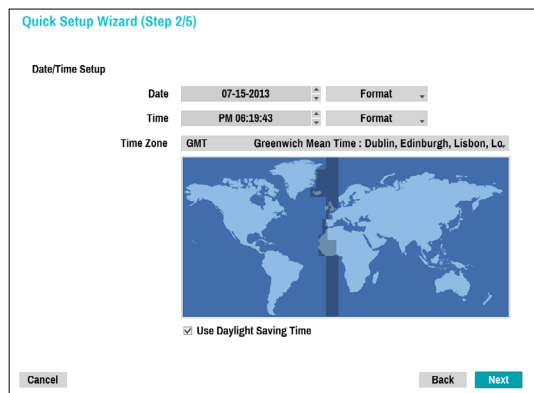 Quick Setup Wizard (Step 2/5)
Date/Time Setup
Date 07-15-2013 Format
Time PM 06:19:43 Format
Time Zone GMT Greenwich Mean Time : Dublin, Edinburgh, Lisbon, Lo.
Use Daylight Saving Time
Cancel Back Next